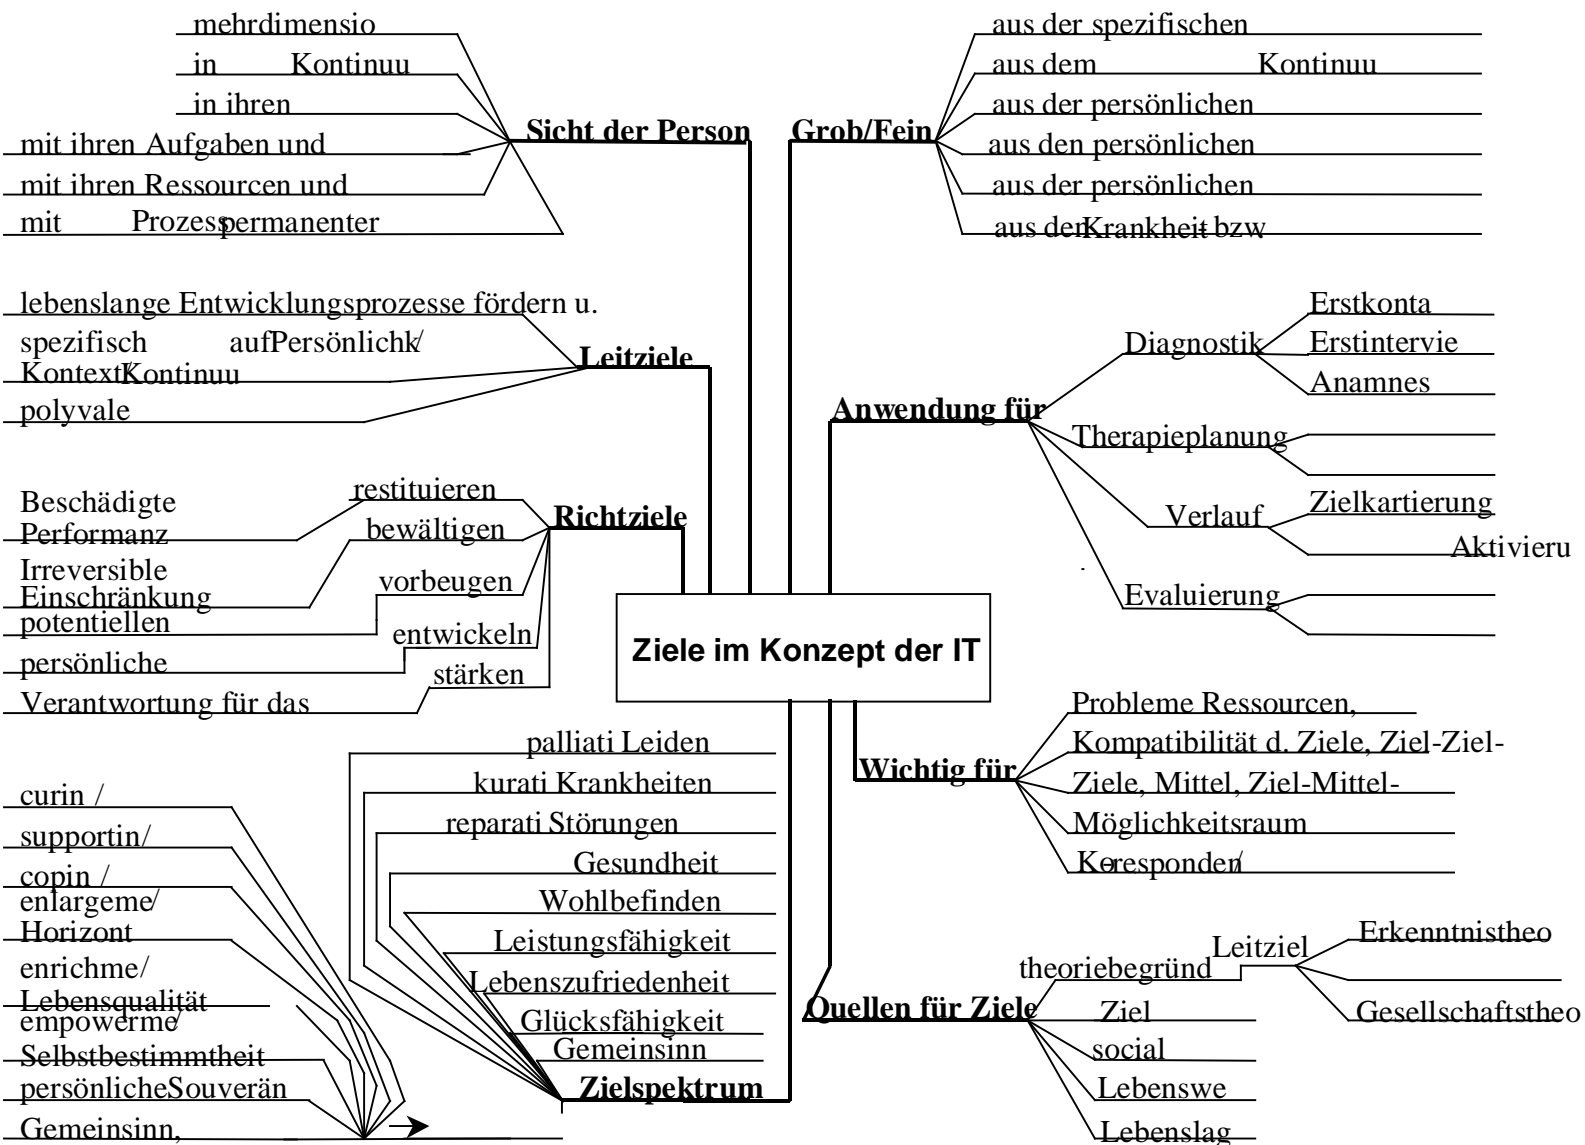 mehrdimensio
in Kontinuu
in ihren
mit ihren Aufgaben und
mit ihren Ressourcen und
mit Prozess permanenter
Sicht der Person
lebenslange Entwicklungsprozesse fördern u.
spezifisch auf Persönlichk/
Kontext/Kontinuu
polyvale
Leitziele
Beschädigte
Performanz
restituieren
Irreversible
Einschränkung
bewältigen
potentiellen
vorbeugen
persönliche
entwickeln
Verantwortung für das
stärken
Richtziele
Ziele im Konzept der IT
palliati Leiden
kurati Krankheiten
reparati Störungen
Gesundheit
Wohlbefinden
Leistungsfähigkeit
Lebenszufriedenheit
Glücksfähigkeit
Gemeinsinn
Zielspektrum
curin /
supportin/
copin /
enlargeme/
Horizont
enrichme/
Lebensqualität
empowerme/
Selbstbestimmtheit
persönliche Souverän
Gemeinsinn,
Grob/Fein
aus der spezifischen
aus dem Kontinuu
aus der persönlichen
aus den persönlichen
aus der persönlichen
aus der Krankheit- bzw.
Anwendung für
Diagnostik
Erstkonta
Erstintervie
Anamnes
Therapieplanung
Verlauf
Zielkartierung
Aktivieru
Evaluierung
Wichtig für
Probleme Ressourcen,
Kompatibilität d. Ziele, Ziel-Ziel-
Ziele, Mittel, Ziel-Mittel-
Möglichkeitsraum
Ko-responden/
Quellen für Ziele
theoriebegründ
Leitziel
Erkenntnistheo
Gesellschaftstheo
Ziel
social
Lebenswe
Lebenslag